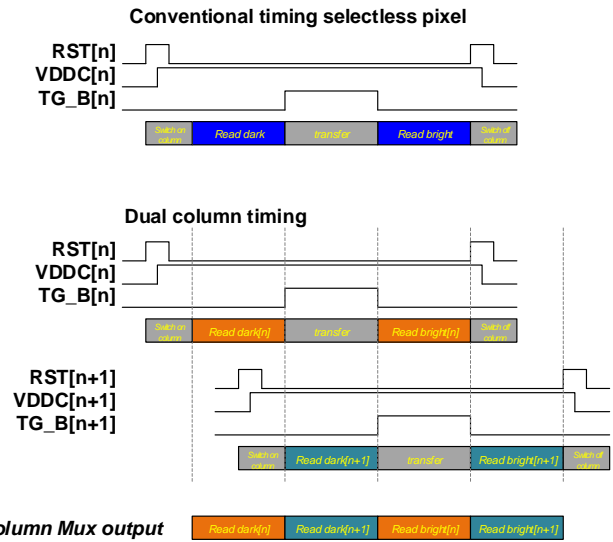 Conventional timing selectless pixel
RST[n]
VDDC[n]
TG_B[n]
Switch on column
Read dark
transfer
Read bright
Switch off column
Dual column timing
RST[n]
VDDC[n]
TG_B[n]
Switch on column
Read dark[n]
transfer
Read bright[n]
Switch off column
RST[n+1]
VDDC[n+1]
TG_B[n+1]
Switch on column
Read dark[n+1]
transfer
Read bright[n+1]
Switch off column
olumn Mux output
Read dark[n]
Read dark[n+1]
Read bright[n]
Read bright[n+1]